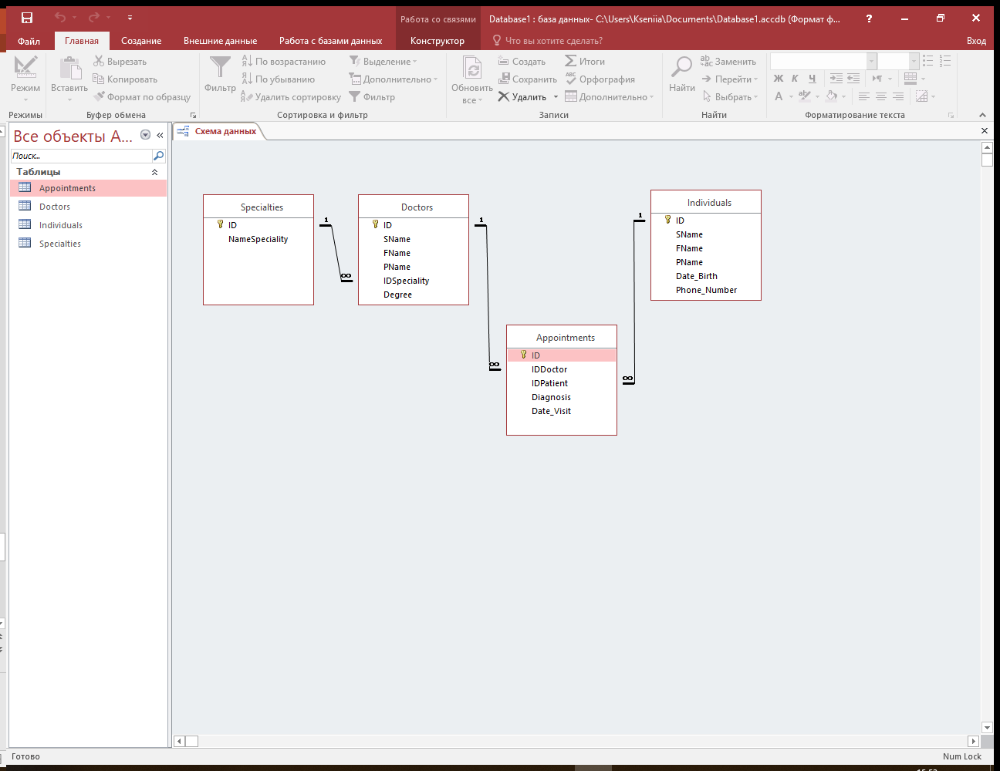 Работа со связями
Database1 : база данных- C:\Users\Kseniia\Documents\Database1.accdb (Формат ф...
?
Файл
Главная
Создание
Внешние данные
Работа с базами данных
Конструктор
Что вы хотите сделать?
Вход
Режим
Вставить
Вырезать
Копировать
Формат по образцу
Фильтр
По возрастанию
По убыванию
Удалить сортировку
Выделение
Дополнительно
Фильтр
Обновить
все
Создать
Сохранить
Удалить
Итоги
ABC
Орфография
Дополнительно
Найти
Заменить
Перейти
Выбрать
Ж К Ч
А
Режимы
Буфер обмена
Сортировка и фильтр
Записи
Найти
Форматирование текста
Все объекты A...
Поиск...
Таблицы
Appointments
Doctors
Individuals
Specialties
Схема данных
Specialties
ID
NameSpeciality
1
∞
Doctors
ID
SName
FName
PName
IDSpeciality
Degree
1
∞
Appointments
ID
IDDoctor
IDPatient
Diagnosis
Date_Visit
1
∞
Individuals
ID
SName
FName
PName
Date_Birth
Phone_Number
Готово
Num Lock